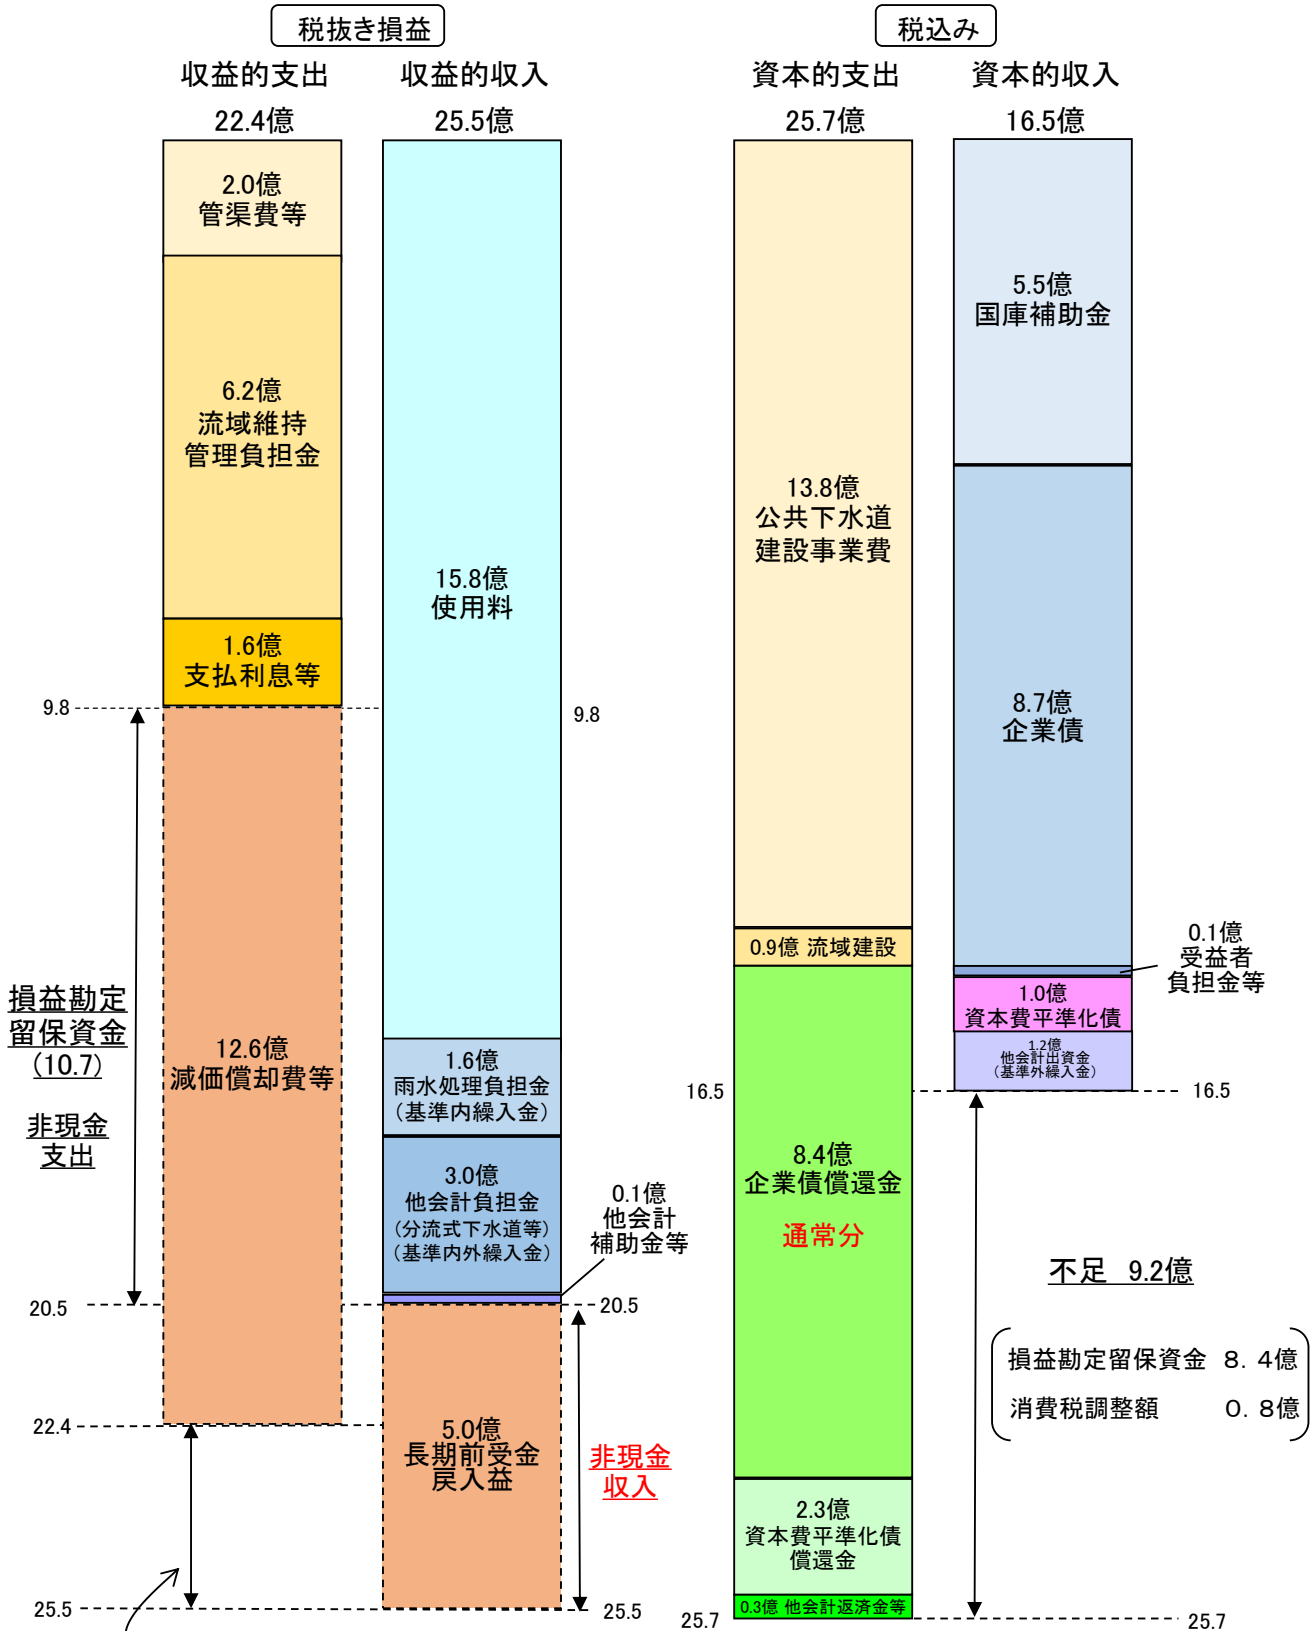 税抜き損益
収益的支出
22.4億
収益的収入
25.5億
2.0億
管渠費等
6.2億
流域維持
管理負担金
1.6億
支払利息等
9.8
9.8
損益勘定
留保資金
(10.7)
非現金
支出
12.6億
減価償却費等
15.8億
使用料
1.6億
雨水処理負担金
（基準内繰入金）
3.0億
他会計負担金
（分流式下水道等）
（基準内外繰入金）
0.1億
他会計
補助金等
20.5
20.5
22.4
5.0億
長期前受金
戻入益
非現金
収入
25.5
25.5
税込み
資本的支出
25.7億
資本的収入
16.5億
13.8億
公共下水道
建設事業費
0.9億 流域建設
8.4億
企業債償還金
通常分
2.3億
資本費平準化債
償還金
0.3億 他会計返済金等
5.5億
国庫補助金
8.7億
企業債
0.1億
受益者
負担金等
1.0億
資本費平準化債
1.2億
他会計出資金
（基準外繰入金）
16.5
16.5
不足 9.2億
損益勘定留保資金 ８．４億
消費税調整額 ０．８億
25.7
25.7